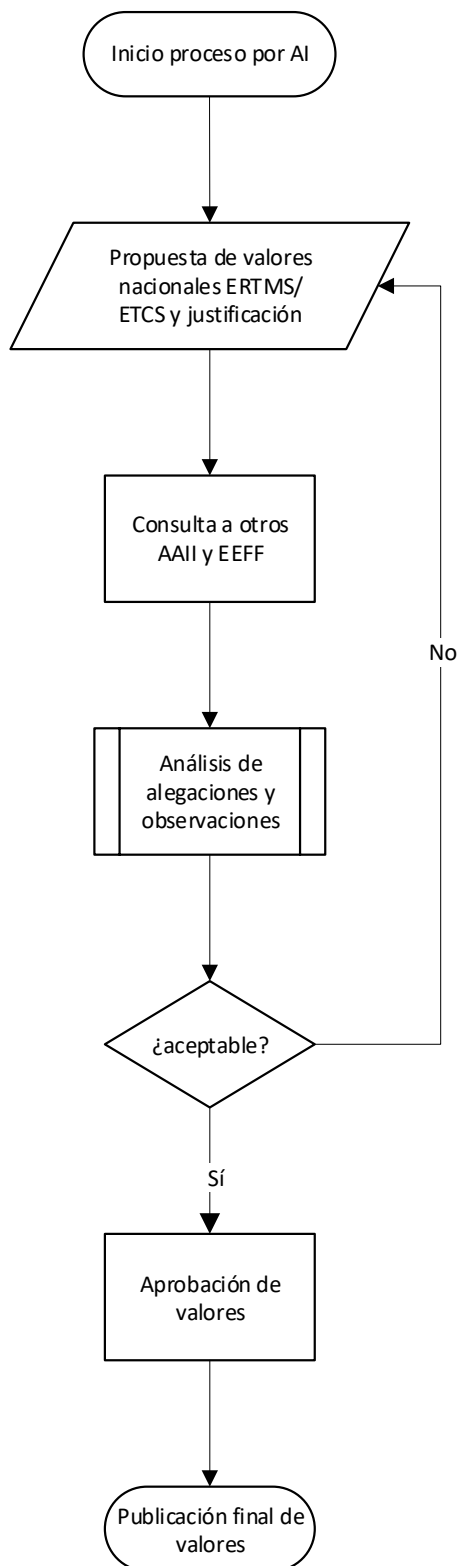 Inicio proceso por AI
Propuesta de valores
nacionales ERTMS/
ETCS y justificación
Consulta a otros
AAII y EEFF
No
Análisis de
alegaciones y
observaciones
¿aceptable?
Sí
Aprobación de
valores
Publicación final de
valores